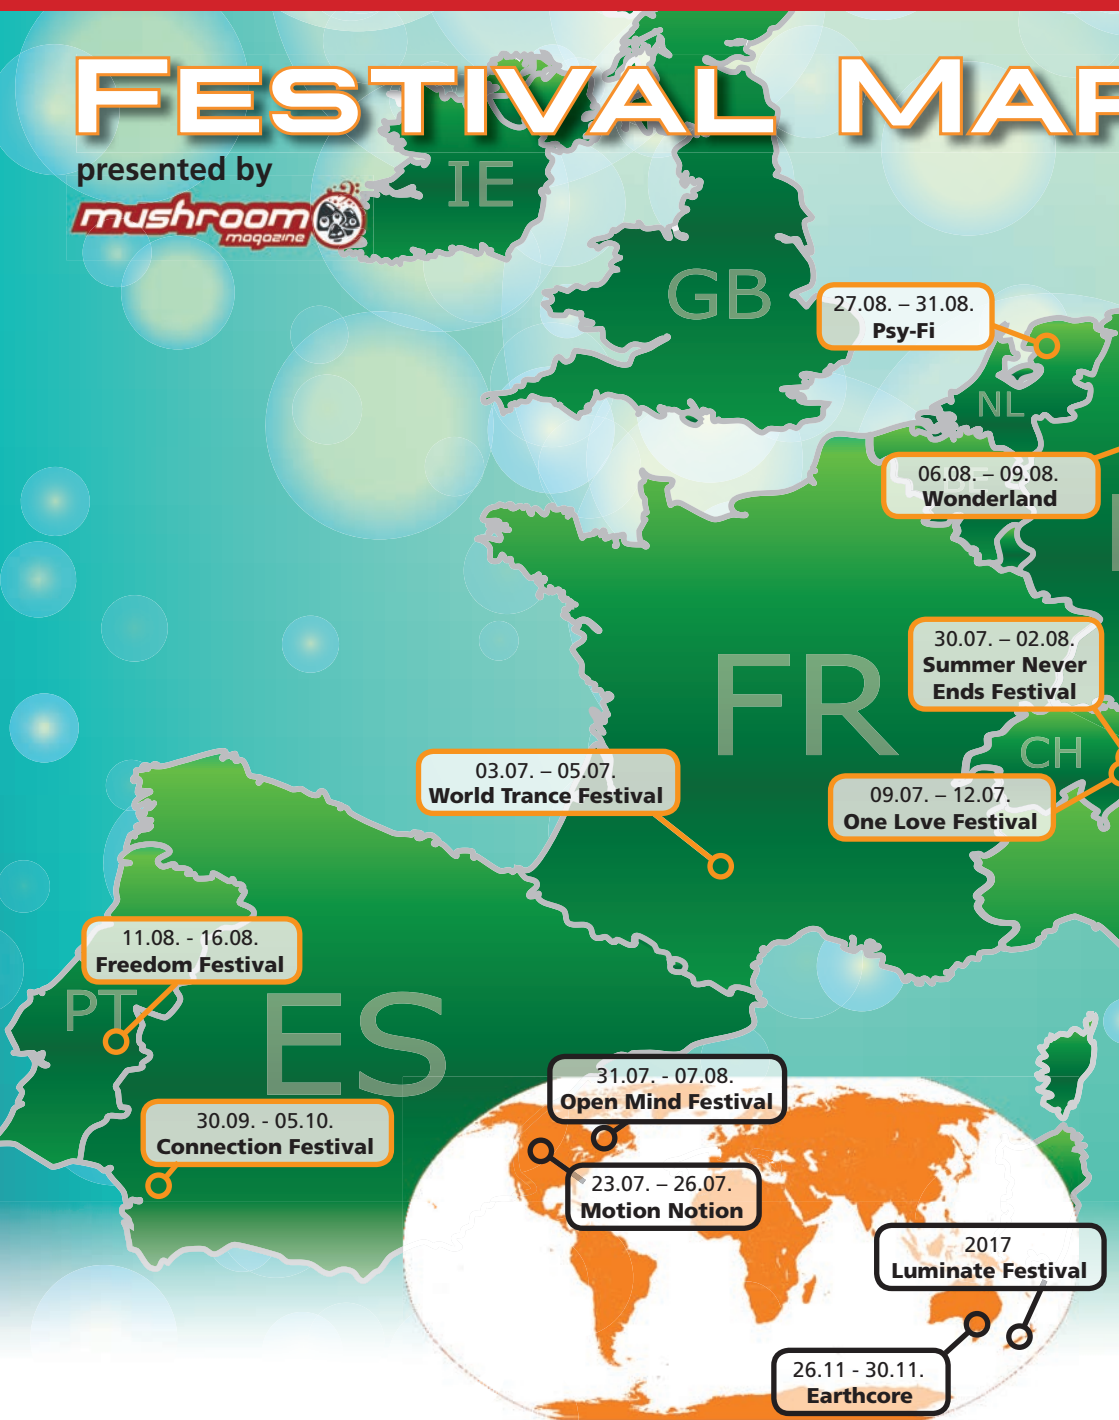 FESTIVAL MAP
presented by
mushroom
magazine
IE
GB
27.08. – 31.08.
Psy-Fi
NL
06.08. – 09.08.
Wonderland
30.07. – 02.08.
Summer Never
Ends Festival
FR
CH
03.07. – 05.07.
World Trance Festival
09.07. – 12.07.
One Love Festival
11.08. - 16.08.
Freedom Festival
PT
ES
30.09. - 05.10.
Connection Festival
31.07. - 07.08.
Open Mind Festival
23.07. – 26.07.
Motion Notion
2017
Luminate Festival
26.11 - 30.11.
Earthcore